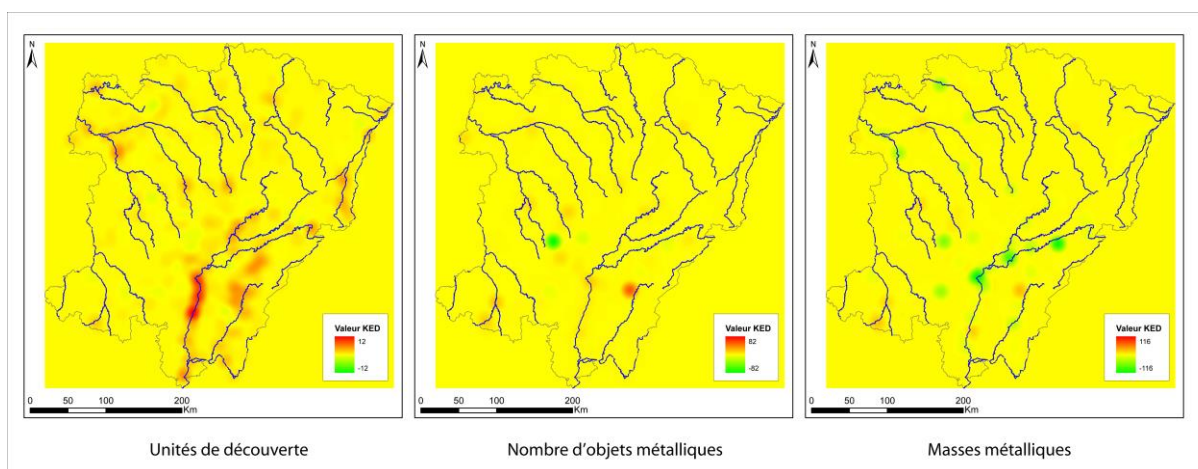 N
Valeur KED
12
-12
0 50 100 200
Km
Unités de découverte
N
Valeur KED
82
-82
0 50 100 200
Km
Nombre d'objets métalliques
N
Valeur KED
116
-116
0 50 100 200
Km
Masses métalliques